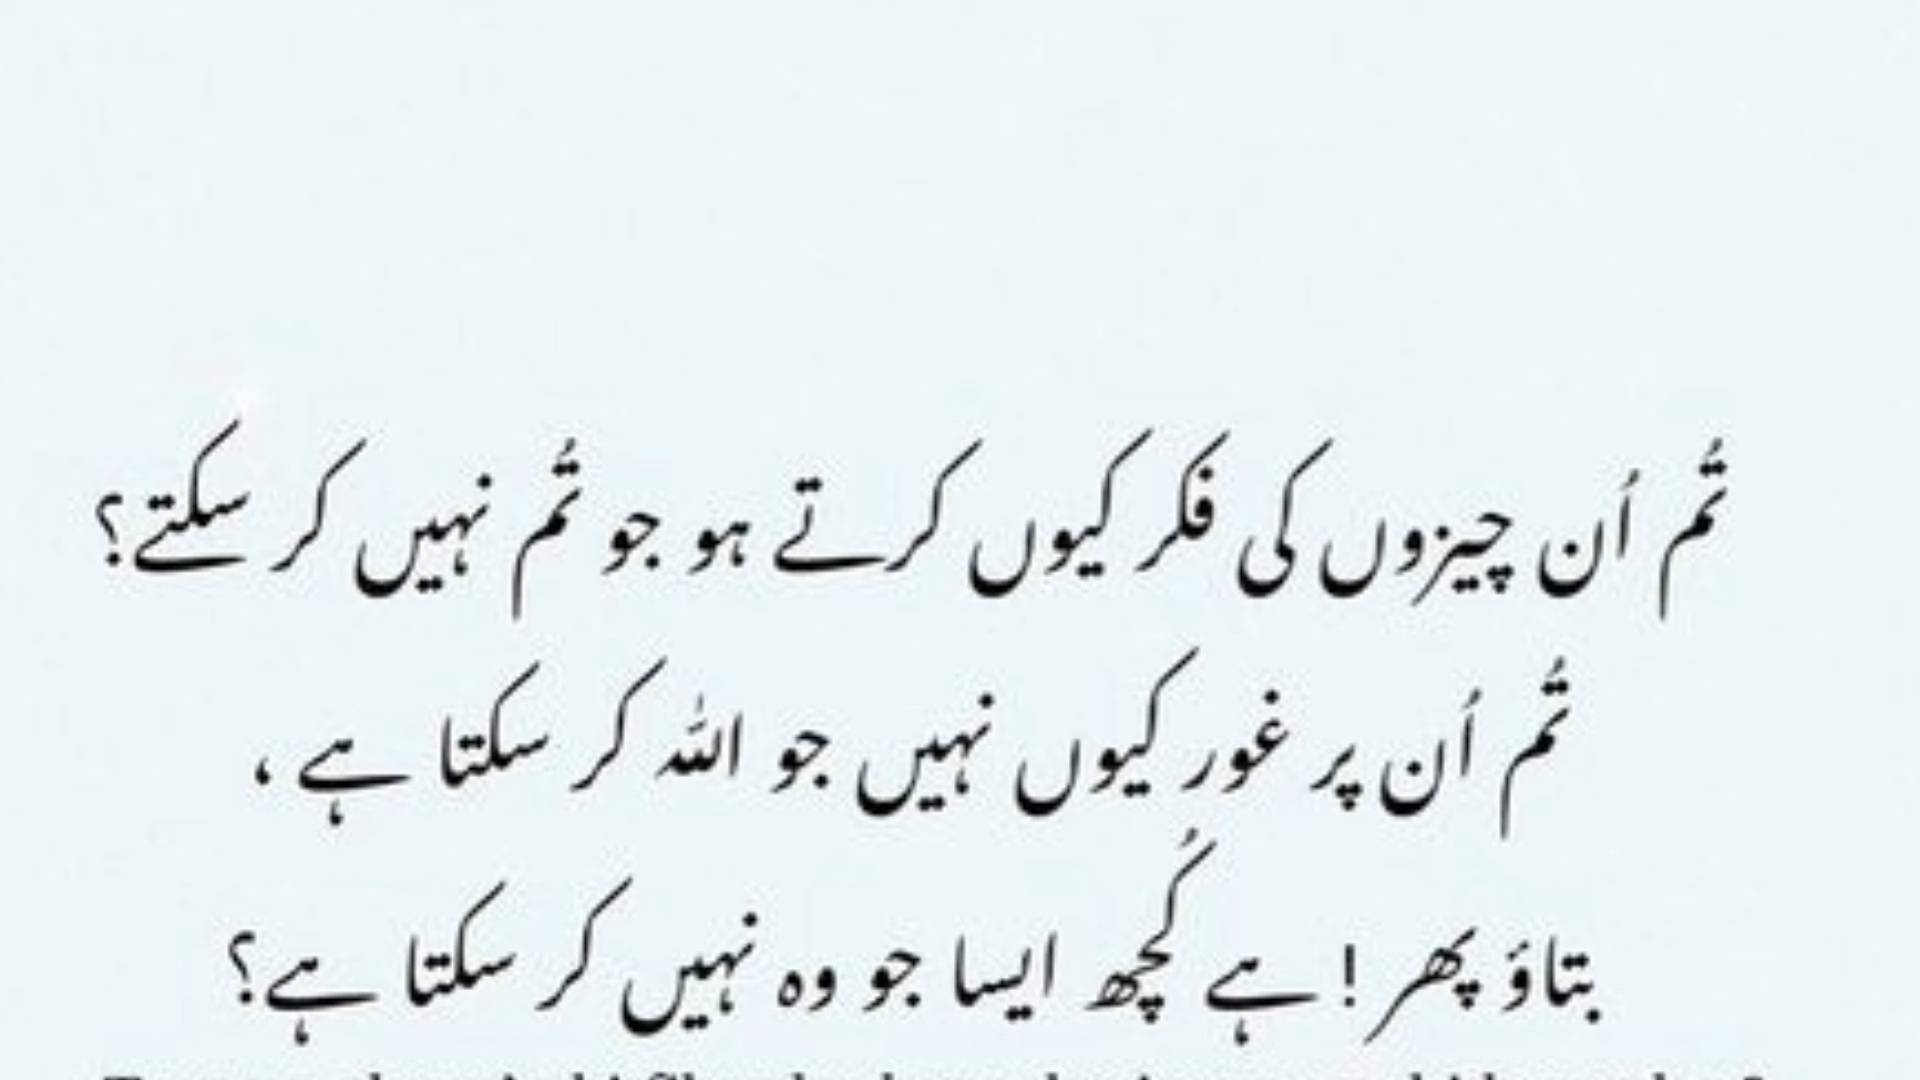 تُم اُن چیزوں کی فکر کیوں کرتے ہو جو تُم نہیں کر سکتے؟
تُم اُن پر غور کیوں نہیں جو اللہ کر سکتا ہے ،
بتاؤ پھر ! ہے کُچھ ایسا جو وہ نہیں کر سکتا ہے؟